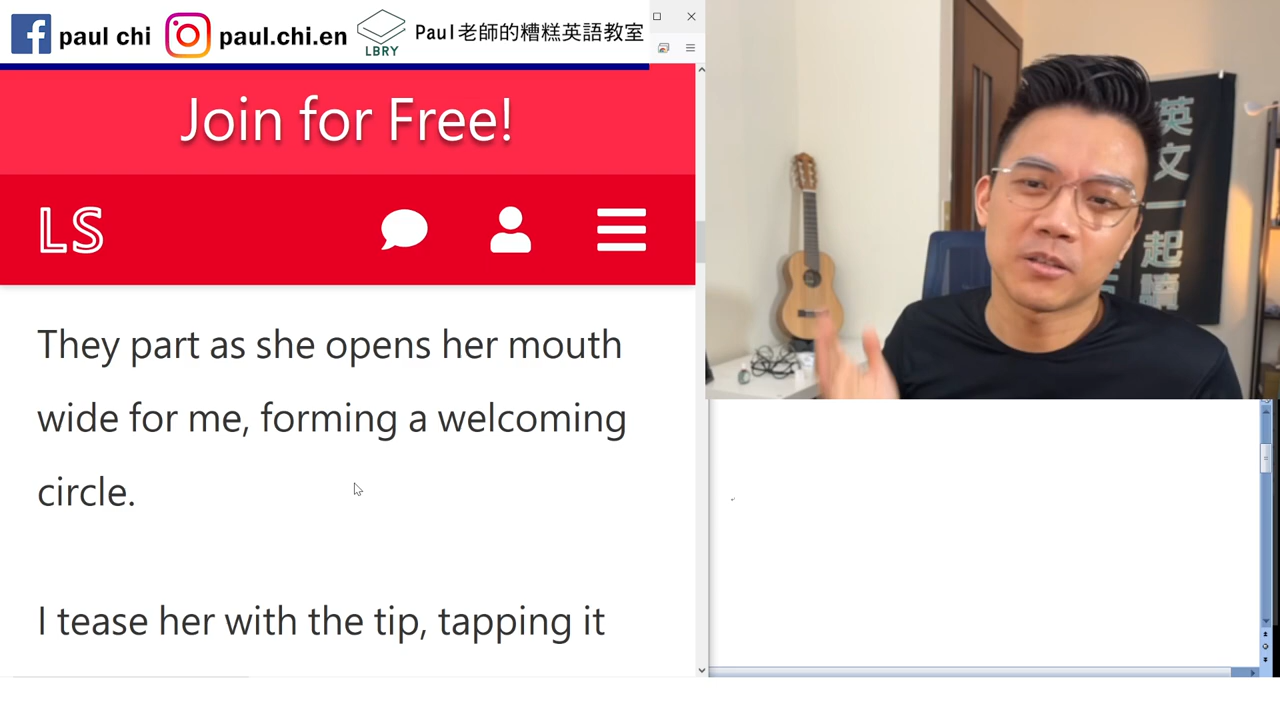 paul chi
paul.chi.en
LBRY
Paul老師的糟糕英語教室
Join for Free!
LS
They part as she opens her mouth
wide for me, forming a welcoming
circle.
I tease her with the tip, tapping it
英文一起讀